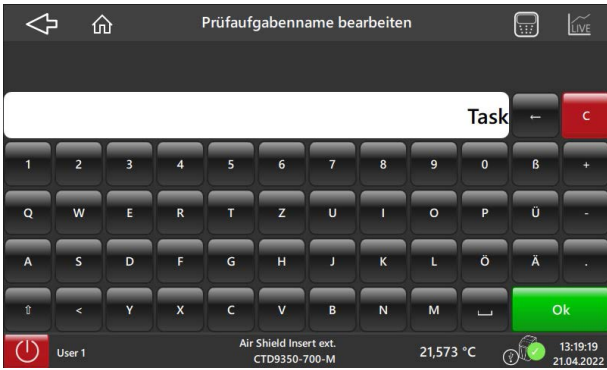 Prüfaufgabenname bearbeiten
LIVE
Task ← C
1 2 3 4 5 6 7 8 9 0 ß +
Q W E R T Z U I O P Ü -
A S D F G H J K L Ö Ä .
⇧ < Y X C V B N M ⎵ Ok
User 1
Air Shield Insert ext.
CTD9350-700-M
21,573 °C
?
13:19:19
21.04.2022